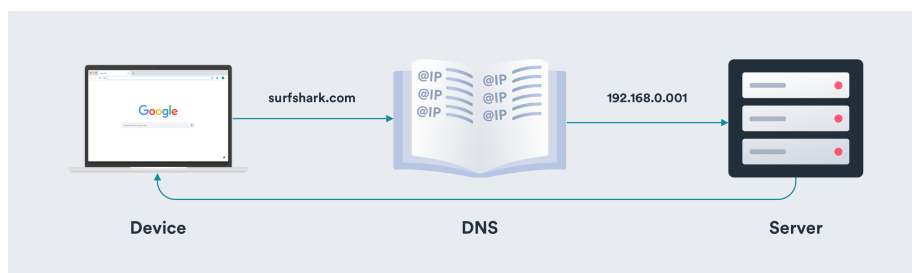 Google
surfshark.com
@IP @IP
@IP @IP
@IP @IP
192.168.0.001
Device
DNS
Server